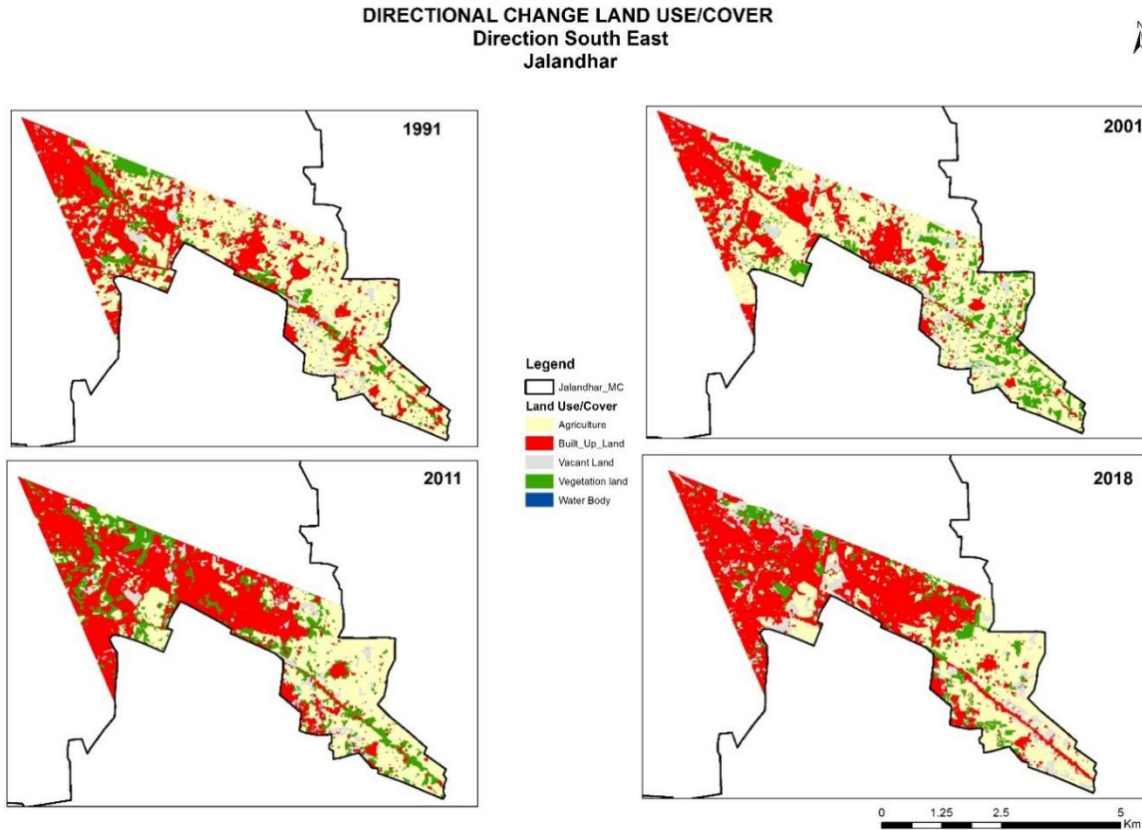 DIRECTIONAL CHANGE LAND USE/COVER
Direction South East
Jalandhar
N
1991
2001
Legend
Jalandhar_MC
Land Use/Cover
Agriculture
Built_Up_Land
Vacant Land
Vegetation land
Water Body
2011
2018
0 1.25 2.5 5
Km